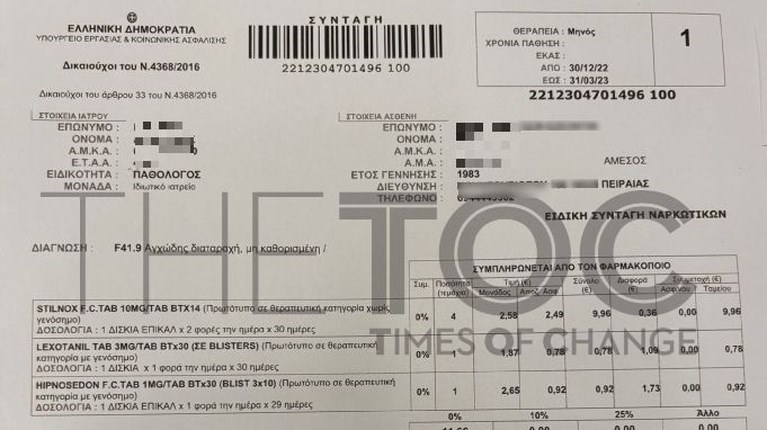 ΣΥΝΤΑΓΗ
ΕΛΛΗΝΙΚΗ ΔΗΜΟΚΡΑΤΙΑ
ΥΠΟΥΡΓΕΙΟ ΕΡΓΑΣΙΑΣ & ΚΟΙΝΩΝΙΚΗΣ ΑΣΦΑΛΙΣΗΣ
Δικαιούχοι του Ν.4368/2016
2212304701496 100
ΘΕΡΑΠΕΙΑ : Μηνός
ΧΡΟΝΙΑ ΠΑΘΗΣΗ :
ΕΚΑΣ :
ΑΠΟ : 30/12/22
ΕΩΣ : 31/03/23
1
Δικαιούχοι του άρθρου 33 του Ν.4368/2016
2212304701496 100
ΣΤΟΙΧΕΙΑ ΙΑΤΡΟΥ
ΕΠΩΝΥΜΟ :
ΟΝΟΜΑ :
Α.Μ.Κ.Α. :
Ε.Τ.Α.Α. :
ΕΙΔΙΚΟΤΗΤΑ : ΠΑΘΟΛΟΓΟΣ
ΜΟΝΑΔΑ : Ιδιωτικό ιατρείο
ΣΤΟΙΧΕΙΑ ΑΣΘΕΝΗ
ΕΠΩΝΥΜΟ :
ΟΝΟΜΑ :
Α.Μ.Κ.Α. :
Α.Μ.Α. : ΑΜΕΣΟΣ
ΕΤΟΣ ΓΕΝΝΗΣΗΣ : 1983
ΔΙΕΥΘΥΝΣΗ : ΠΕΙΡΑΙΑΣ
ΤΗΛΕΦΩΝΟ :
ΕΙΔΙΚΗ ΣΥΝΤΑΓΗ ΝΑΡΚΩΤΙΚΩΝ
THETOC
TIMES OF CHANGE
ΔΙΑΓΝΩΣΗ : F41.9 Αγχώδης διαταραχή, μη καθορισμένη /
ΣΥΜΠΛΗΡΩΝΕΤΑΙ ΑΠΟ ΤΟΝ ΦΑΡΜΑΚΟΠΟΙΟ
Συμ. Ποσότητα Τιμή (€) Σύνολο Διαφορά Συμμετοχή (€)
(τεμάχια) Μονάδος Αποζ. Ασφ (€) (€) Ασφαλισμ. Ταμείου
STILNOX F.C.TAB 10MG/TAB BTX14 (Πρωτότυπο σε θεραπευτική κατηγορία χωρίς
γενόσημο)
ΔΟΣΟΛΟΓΙΑ : 1 ΔΙΣΚΙΑ ΕΠΙΚΑΛ x 2 φορές την ημέρα x 30 ημέρες
0% 4 2,58 2,49 9,96 0,36 0,00 9,96
LEXOTANIL TAB 3MG/TAB BTx30 (ΣΕ BLISTERS) (Πρωτότυπο σε θεραπευτική
κατηγορία με γενόσημο)
ΔΟΣΟΛΟΓΙΑ : 1 ΔΙΣΚΙΑ x 1 φορά την ημέρα x 30 ημέρες
0% 1 1,87 0,78 0,78 1,09 0,00 0,78
HIPNOSEDON F.C.TAB 1MG/TAB BTx30 (BLIST 3x10) (Πρωτότυπο σε θεραπευτική
κατηγορία με γενόσημο)
ΔΟΣΟΛΟΓΙΑ : 1 ΔΙΣΚΙΑ ΕΠΙΚΑΛ x 1 φορά την ημέρα x 29 ημέρες
0% 1 2,65 0,92 0,92 1,73 0,00 0,92
0% 10% 25% Άλλο